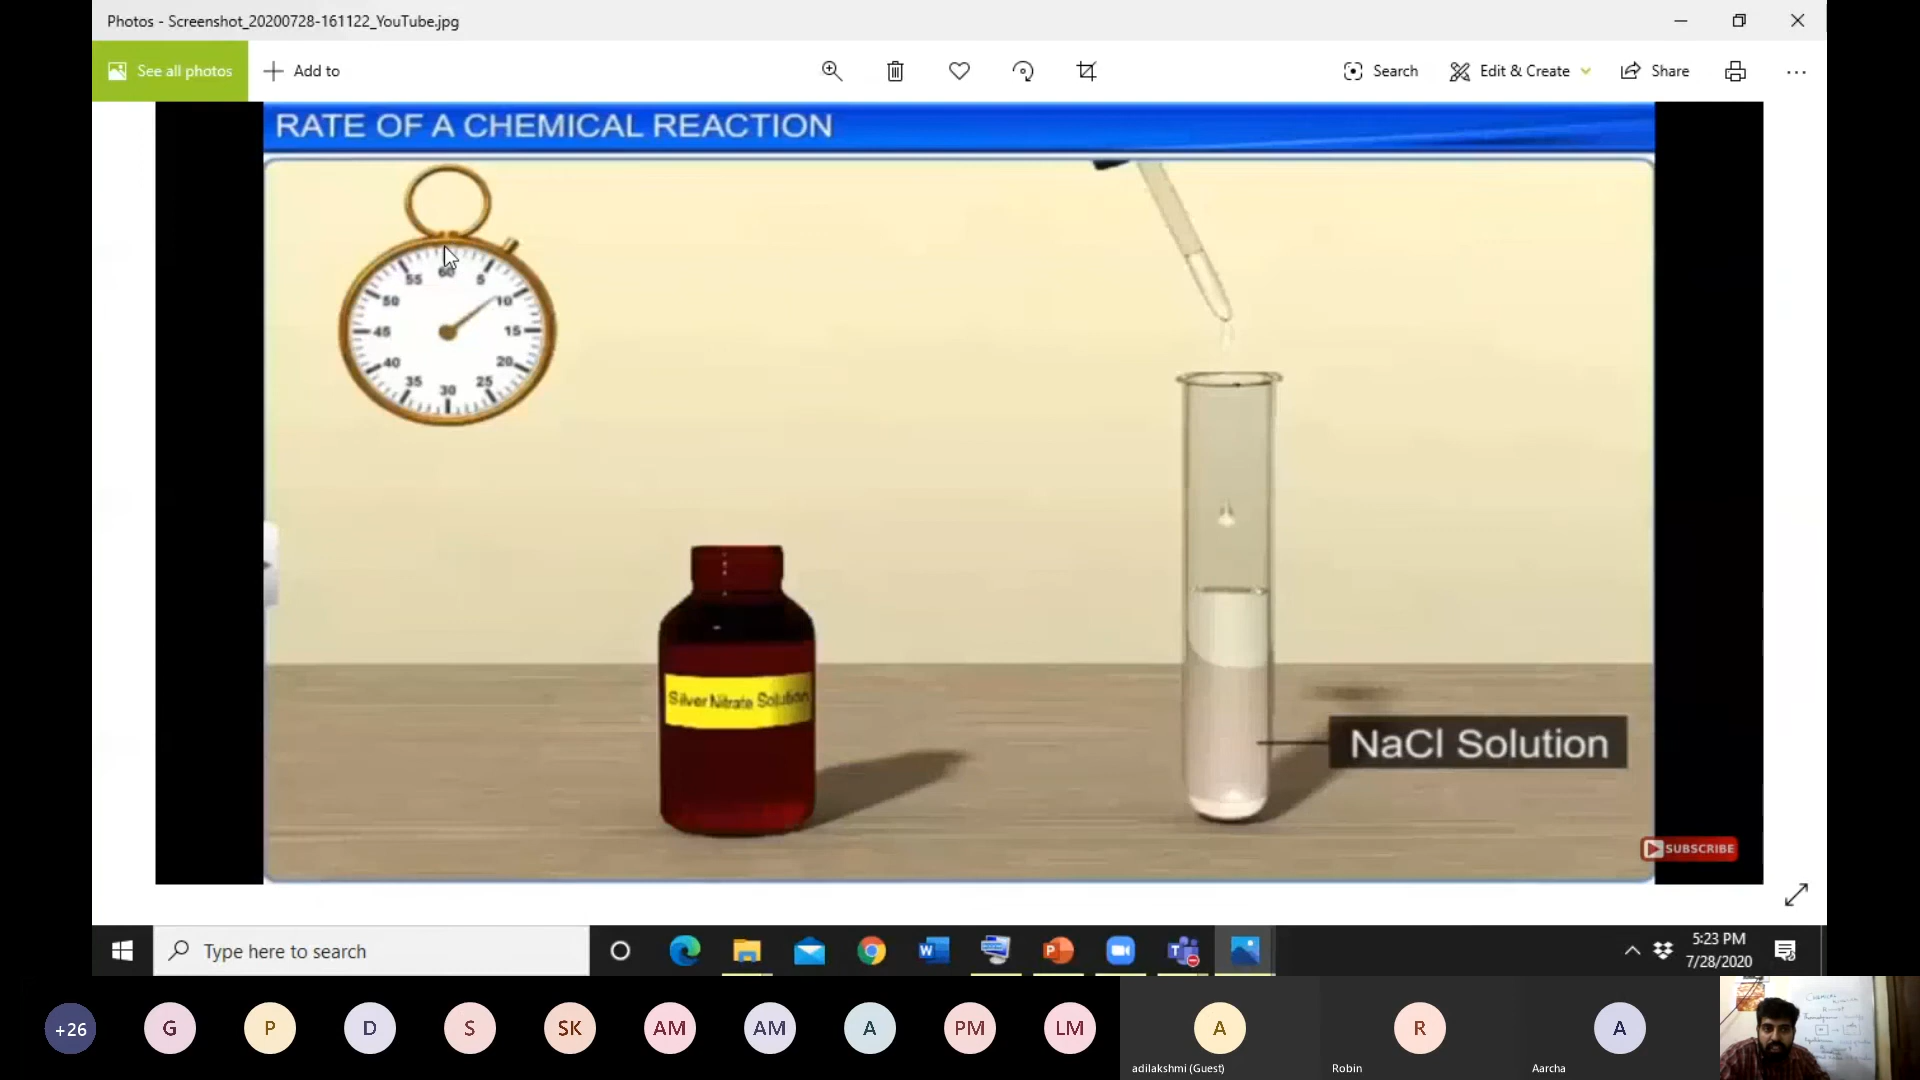 Photos - Screenshot_20200728-161122_YouTube.jpg
See all photos
Add to
Search
Edit & Create
Share
RATE OF A CHEMICAL REACTION
60
5
10
15
20
25
30
35
40
45
50
55
Silver Nitrate Solution
NaCl Solution
SUBSCRIBE
Type here to search
5:23 PM
7/28/2020
+26
G
P
D
S
SK
AM
AM
A
PM
LM
A
R
A
adilakshmi (Guest)
Robin
Aarcha